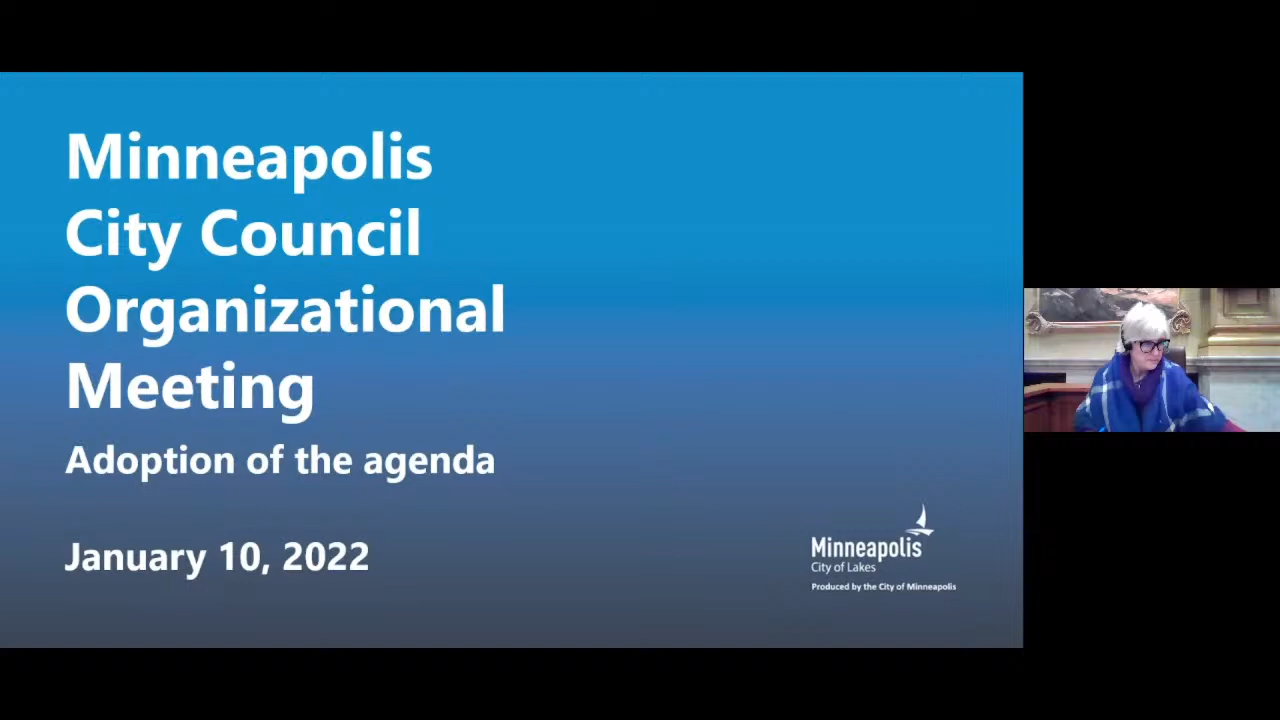 Minneapolis
City Council
Organizational
Meeting
Adoption of the agenda
January 10, 2022
Minneapolis
City of Lakes
Produced by the City of Minneapolis